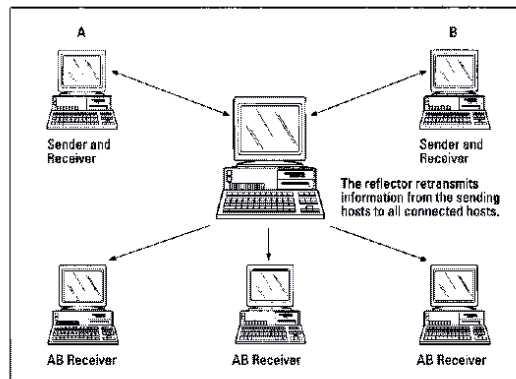 A
B
Sender and
Receiver
Sender and
Receiver
The reflector retransmits
information from the sending
hosts to all connected hosts.
AB Receiver
AB Receiver
AB Receiver